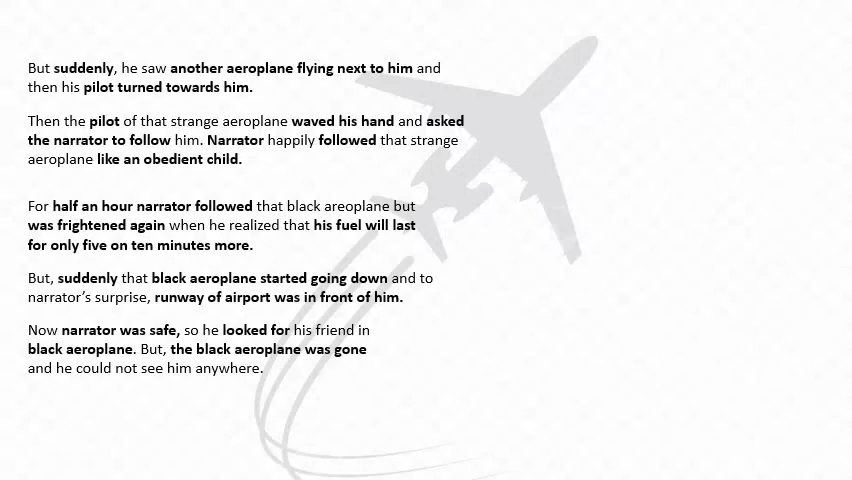 But suddenly, he saw another aeroplane flying next to him and
then his pilot turned towards him.
Then the pilot of that strange aeroplane waved his hand and asked
the narrator to follow him. Narrator happily followed that strange
aeroplane like an obedient child.
For half an hour narrator followed that black areoplane but
was frightened again when he realized that his fuel will last
for only five on ten minutes more.
But, suddenly that black aeroplane started going down and to
narrator’s surprise, runway of airport was in front of him.
Now narrator was safe, so he looked for his friend in
black aeroplane. But, the black aeroplane was gone
and he could not see him anywhere.